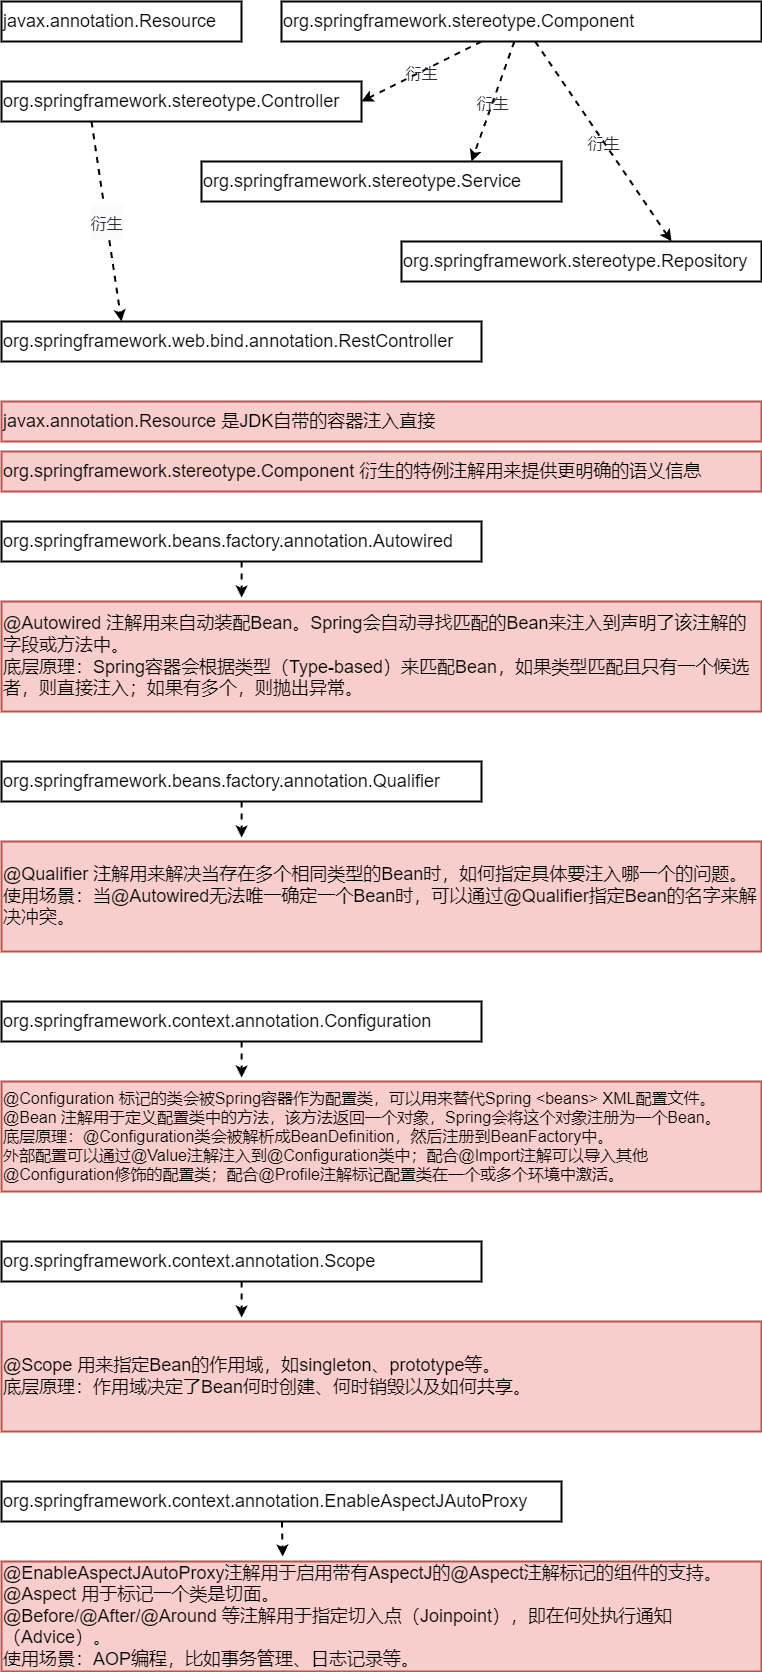 javax.annotation.Resource
org.springframework.stereotype.Component
衍生
org.springframework.stereotype.Controller
衍生
衍生
org.springframework.stereotype.Service
衍生
org.springframework.stereotype.Repository
org.springframework.web.bind.annotation.RestController
javax.annotation.Resource 是JDK自带的容器注入直接
org.springframework.stereotype.Component 衍生的特例注解用来提供更明确的语义信息
org.springframework.beans.factory.annotation.Autowired
@Autowired 注解用来自动装配Bean。Spring会自动寻找匹配的Bean来注入到声明了该注解的
字段或方法中。
底层原理：Spring容器会根据类型（Type-based）来匹配Bean，如果类型匹配且只有一个候选
者，则直接注入；如果有多个，则抛出异常。
org.springframework.beans.factory.annotation.Qualifier
@Qualifier 注解用来解决当存在多个相同类型的Bean时，如何指定具体要注入哪一个的问题。
使用场景：当@Autowired无法唯一确定一个Bean时，可以通过@Qualifier指定Bean的名字来解
决冲突。
org.springframework.context.annotation.Configuration
@Configuration 标记的类会被Spring容器作为配置类，可以用来替代Spring <beans> XML配置文件。
@Bean 注解用于定义配置类中的方法，该方法返回一个对象，Spring会将这个对象注册为一个Bean。
底层原理：@Configuration类会被解析成BeanDefinition，然后注册到BeanFactory中。
外部配置可以通过@Value注解注入到@Configuration类中；配合@Import注解可以导入其他
@Configuration修饰的配置类；配合@Profile注解标记配置类在一个或多个环境中激活。
org.springframework.context.annotation.Scope
@Scope 用来指定Bean的作用域，如singleton、prototype等。
底层原理：作用域决定了Bean何时创建、何时销毁以及如何共享。
org.springframework.context.annotation.EnableAspectJAutoProxy
@EnableAspectJAutoProxy注解用于启用带有AspectJ的@Aspect注解标记的组件的支持。
@Aspect 用于标记一个类是切面。
@Before/@After/@Around 等注解用于指定切入点（Joinpoint），即在何处执行通知
（Advice）。
使用场景：AOP编程，比如事务管理、日志记录等。